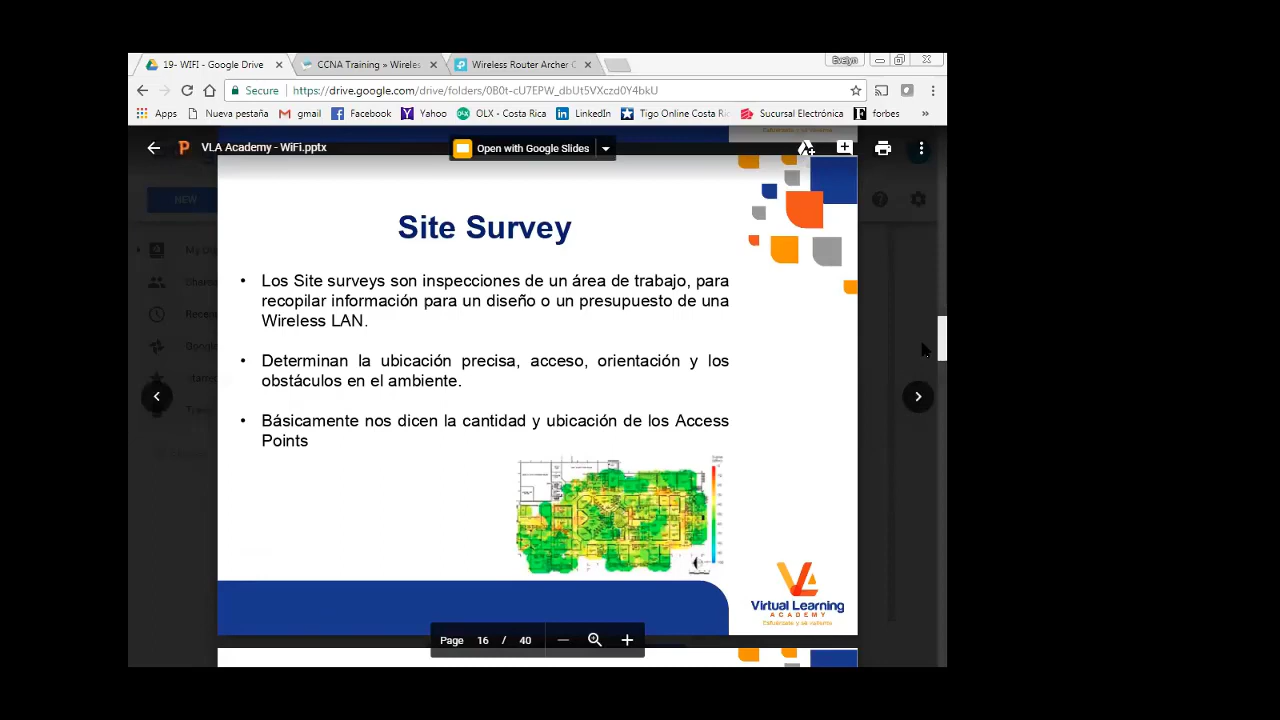 19- WIFI - Google Drive
CCNA Training » Wireles
Wireless Router Archer C
Evelyn
Secure
https://drive.google.com/drive/folders/0B0t-cU7EPW_dbUt5VXczd0Y4bkU
Apps
Nueva pestaña
gmail
Facebook
Yahoo
OLX - Costa Rica
LinkedIn
Tigo Online Costa Ric
Sucursal Electrónica
forbes
VLA Academy - WiFi.pptx
Open with Google Slides
NEW
Site Survey
• Los Site surveys son inspecciones de un área de trabajo, para
recopilar información para un diseño o un presupuesto de una
Wireless LAN.
• Determinan la ubicación precisa, acceso, orientación y los
obstáculos en el ambiente.
• Básicamente nos dicen la cantidad y ubicación de los Access
Points
Virtual Learning
ACADEMY
Esfuérzate y sé valiente
Page 16 / 40